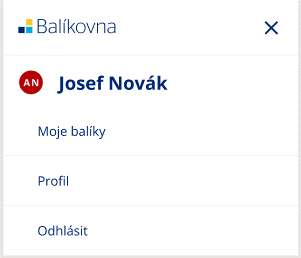 Balíkovna
AN
Josef Novák
Moje balíky
Profil
Odhlásit